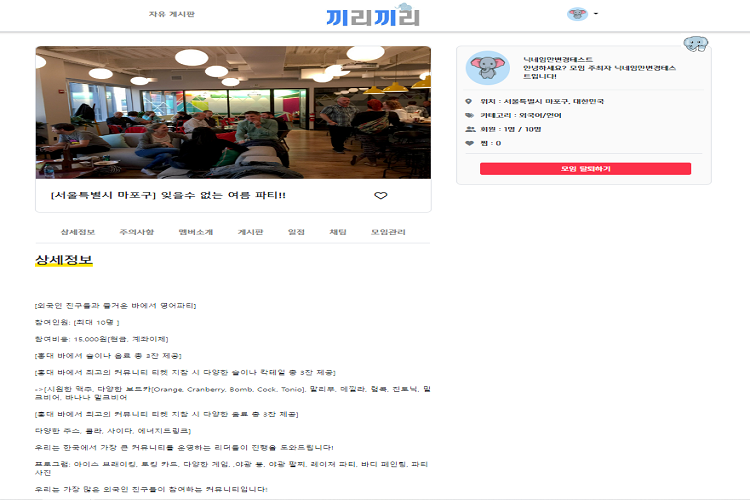 자유 게시판
끼리끼리
닉네임만변경테스트
안녕하세요? 모임 주최자 닉네임만변경테스
트입니다!
위치 : 서울특별시 마포구, 대한민국
카테고리 : 외국어/언어
회원 : 1명 / 10명
찜 : 0
모임 탈퇴하기
[서울특별시 마포구] 잊을수 없는 여름 파티!!
상세정보 주의사항 멤버소개 게시판 일정 채팅 모임관리
상세정보
[외국인 친구들과 즐거운 바에서 영어파티]
참여인원: [최대 10명 ]
참여비용: 15,000원[현금, 계좌이체]
[홍대 바에서 술이나 음료 총 3잔 제공]
[홍대 바에서 최고의 커뮤니티 티켓 지참 시 다양한 술이나 칵테일 총 3잔 제공]
->[시원한 맥주, 다양한 보드카[Orange, Cranberry, Bomb, Cock, Tonio], 말리부, 데낄라, 럼콕, 진토닉, 밀
크비어, 바나나 밀크비어
[홍대 바에서 최고의 커뮤니티 티켓 지참 시 다양한 음료 총 3잔 제공]
다양한 주스, 콜라, 사이다, 에너지드링크]
우리는 한국에서 가장 큰 커뮤니티를 운영하는 리더들이 진행을 도와드립니다!
프로그램: 아이스 브레이킹, 토킹 카드, 다양한 게임, ,야광 봉, 야광 팔찌, 레이저 파티, 바디 페인팅, 파티
사진
우리는 가장 많은 외국인 친구들이 참여하는 커뮤니티입니다!